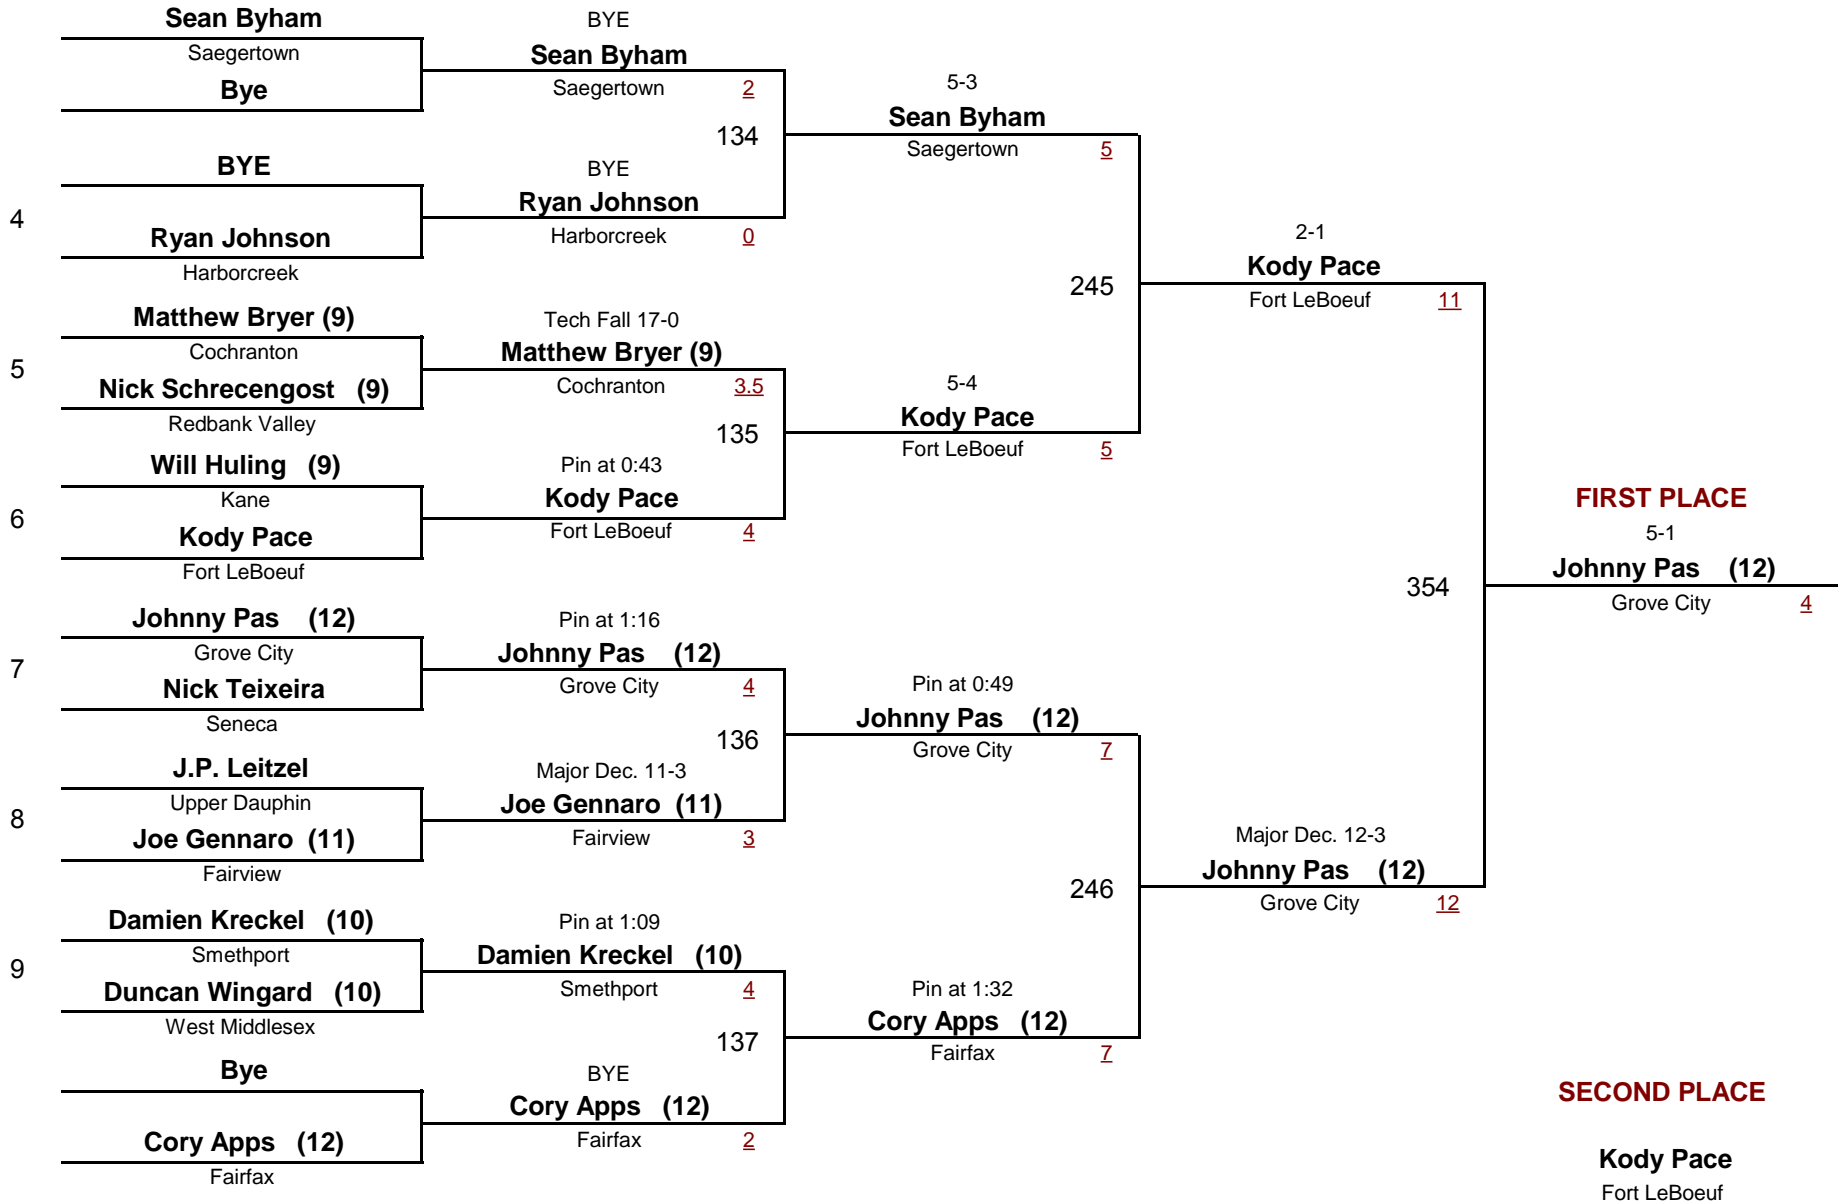 Sean Byham
Saegertown
Bye
BYE
4
Ryan Johnson
Harborcreek
Matthew Bryer (9)
Cochranton
5
Nick Schrecengost (9)
Redbank Valley
Will Huling (9)
Kane
6
Kody Pace
Fort LeBoeuf
Johnny Pas (12)
Grove City
7
Nick Teixeira
Seneca
J.P. Leitzel
Upper Dauphin
8
Joe Gennaro (11)
Fairview
Damien Kreckel (10)
Smethport
9
Duncan Wingard (10)
West Middlesex
Bye
Cory Apps (12)
Fairfax
BYE
Sean Byham
Saegertown 2
134
BYE
Ryan Johnson
Harborcreek 0
Tech Fall 17-0
Matthew Bryer (9)
Cochranton 3.5
135
Pin at 0:43
Kody Pace
Fort LeBoeuf 4
Pin at 1:16
Johnny Pas (12)
Grove City 4
136
Major Dec. 11-3
Joe Gennaro (11)
Fairview 3
Pin at 1:09
Damien Kreckel (10)
Smethport 4
137
BYE
Cory Apps (12)
Fairfax 2
5-3
Sean Byham
Saegertown 5
245
5-4
Kody Pace
Fort LeBoeuf 5
Pin at 0:49
Johnny Pas (12)
Grove City 7
246
Pin at 1:32
Cory Apps (12)
Fairfax 7
2-1
Kody Pace
Fort LeBoeuf 11
354
Major Dec. 12-3
Johnny Pas (12)
Grove City 12
FIRST PLACE
5-1
Johnny Pas (12)
Grove City 4
SECOND PLACE
Kody Pace
Fort LeBoeuf